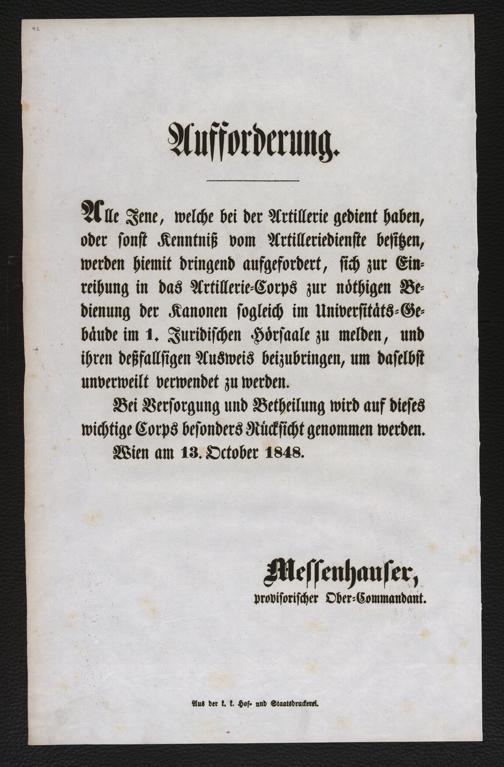 Aufforderung.
Alle Jene, welche bei der Artillerie gedient haben,
oder sonst Kenntniß vom Artilleriedienste besitzen,
werden hiemit dringend aufgefordert, sich zur Ein-
reihung in das Artillerie-Corps zur nöthigen Be-
dienung der Kanonen sogleich im Universitäts-Ge-
bäude im 1. Juridischen Hörsaale zu melden, und
ihren deßfallsigen Ausweis beizubringen, um daselbst
unverweilt verwendet zu werden.
Bei Versorgung und Betheilung wird auf dieses
wichtige Corps besonders Rücksicht genommen werden.
Wien am 13. October 1848.
Messenhauser,
provisorischer Ober-Commandant.
Aus der k. k. Hof- und Staatsdruckerei.